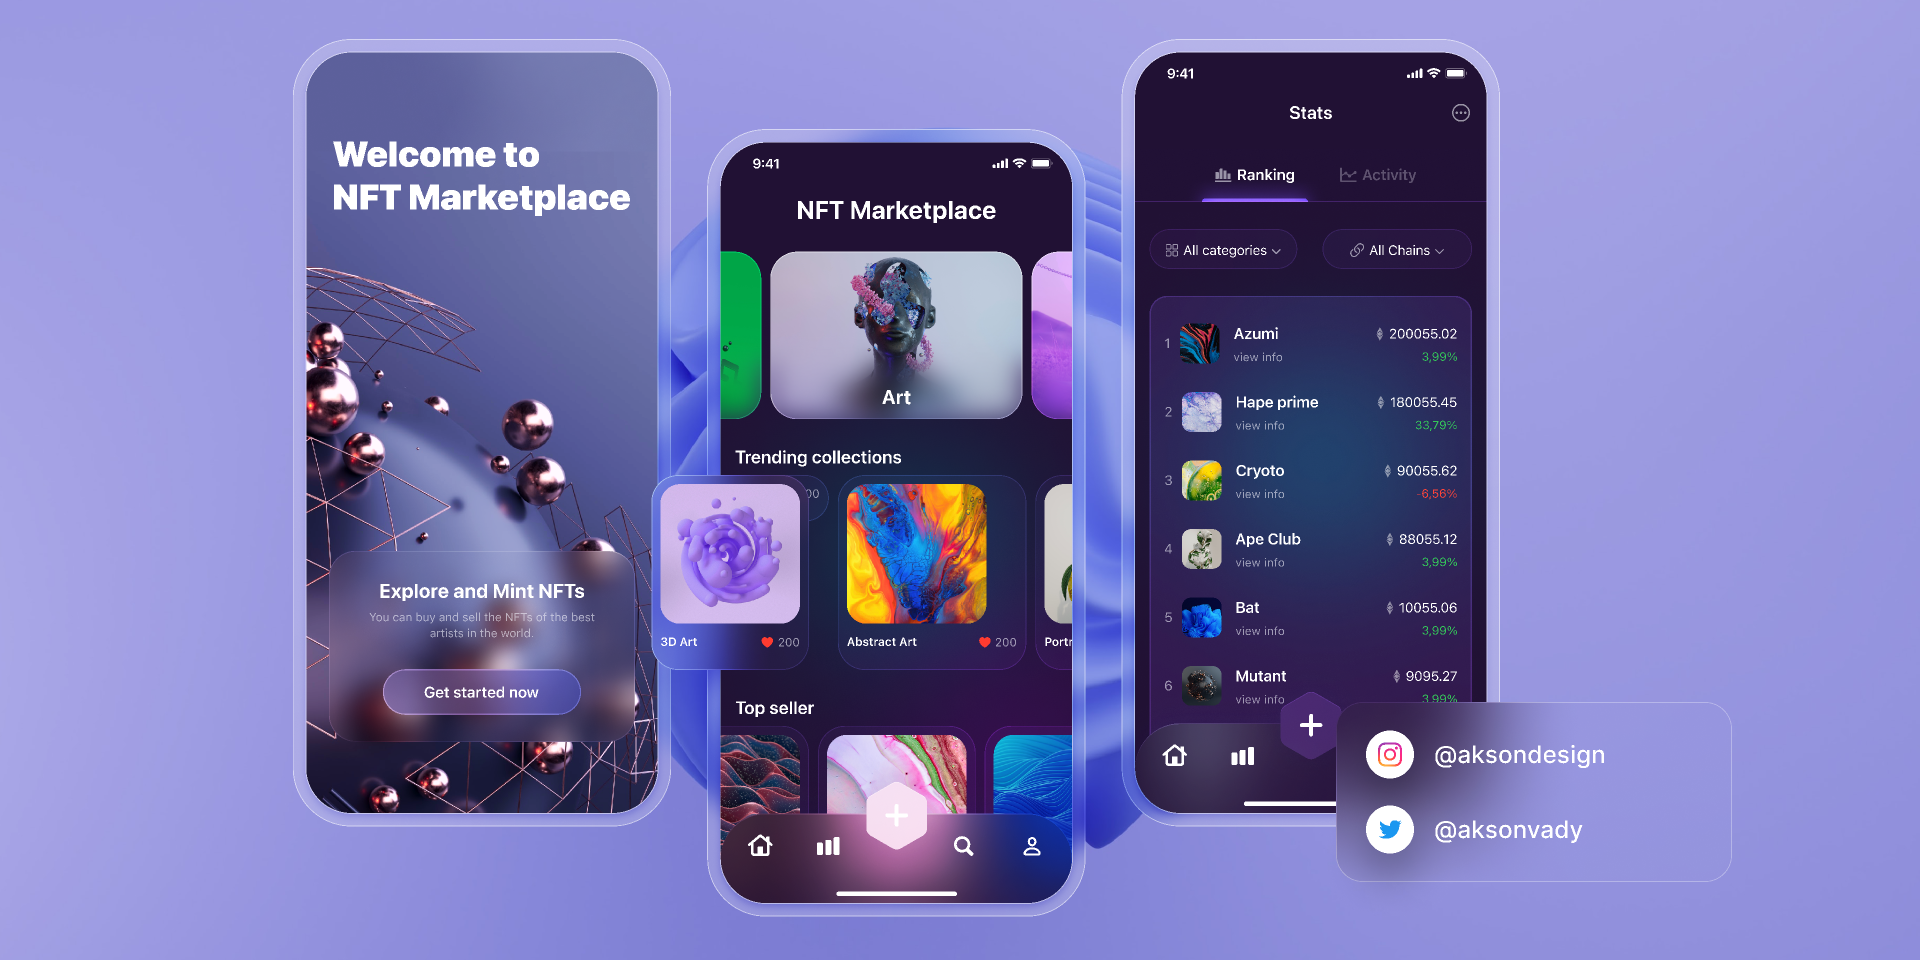 Welcome to
NFT Marketplace
Explore and Mint NFTs
You can buy and sell the NFTs of the best
artists in the world.
Get started now
9:41
NFT Marketplace
Art
Trending collections
00
3D Art
200
Abstract Art
200
Portr
Top seller
9:41
Stats
Ranking
Activity
All categories
All Chains
1
Azumi
200055.02
view info
3,99%
2
Hape prime
180055.45
view info
33,79%
3
Cryoto
90055.62
view info
-6,56%
4
Ape Club
88055.12
view info
3,99%
5
Bat
10055.06
view info
3,99%
6
Mutant
9095.27
view info
3,99%
@aksondesign
@aksonvady